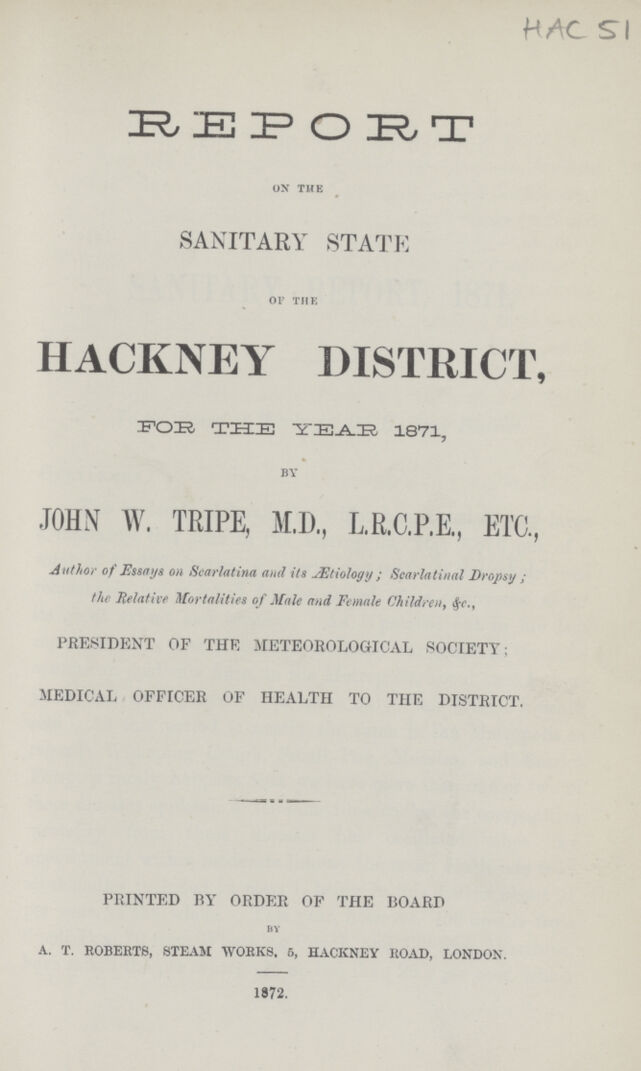 HAC 51
REPORT
ON THE
SANITARY STATE
OF THE
HACKNEY DISTRICT,
FOR THE YEAR 1871,
BY
JOHN W. TRIPE, M.D., L.R.C.P.E., ETC.,
Author of Essays on Scarlatina and its Ætiology; Scarlatinal Dropsy;
the Relative Mortalities of Male and Female Children, &c.,
PRESIDENT OF THE METEOROLOGICAL SOCIETY;
MEDICAL OFFICER OF HEALTH TO THE DISTRICT.
PRINTED BY ORDER OF THE BOARD
BY
A. T. ROBERTS, STEAM WORKS, 5, HACKNEY ROAD, LONDON.
1872.